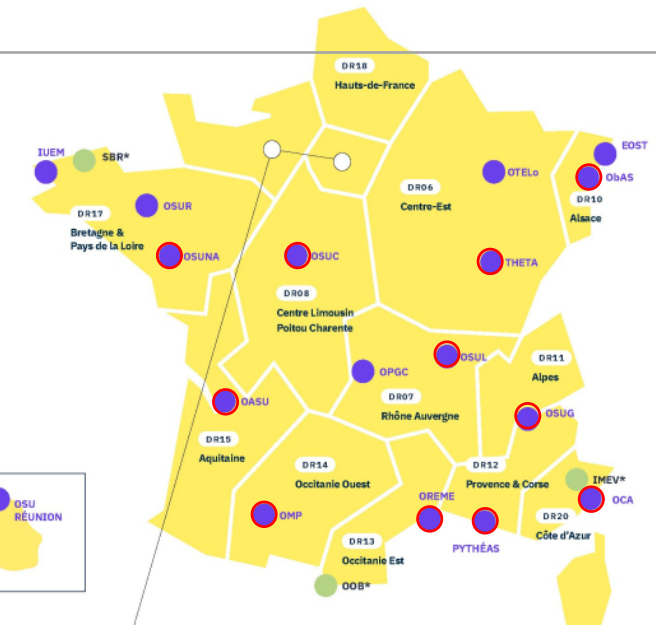 DR18
Hauts-de-France
IUEM
SBR*
EOST
OTELo
ObAS
DR06
Centre-Est
DR10
Alsace
OSUR
DR17
Bretagne &
Pays de la Loire
OSUNA
OSUC
THETA
DR08
Centre Limousin
Poitou Charente
OSUL
DR11
Alpes
OPGC
DR07
Rhône Auvergne
OASU
OSUG
DR15
Aquitaine
DR14
Occitanie Ouest
DR12
Provence & Corse
IMEV*
OCA
OSU
RÉUNION
OMP
OREME
PYTHÉAS
DR20
Côte d'Azur
DR13
Occitanie Est
OOB*